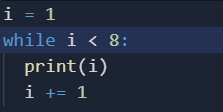 i = 1
while i < 8:
  print(i)
  i += 1